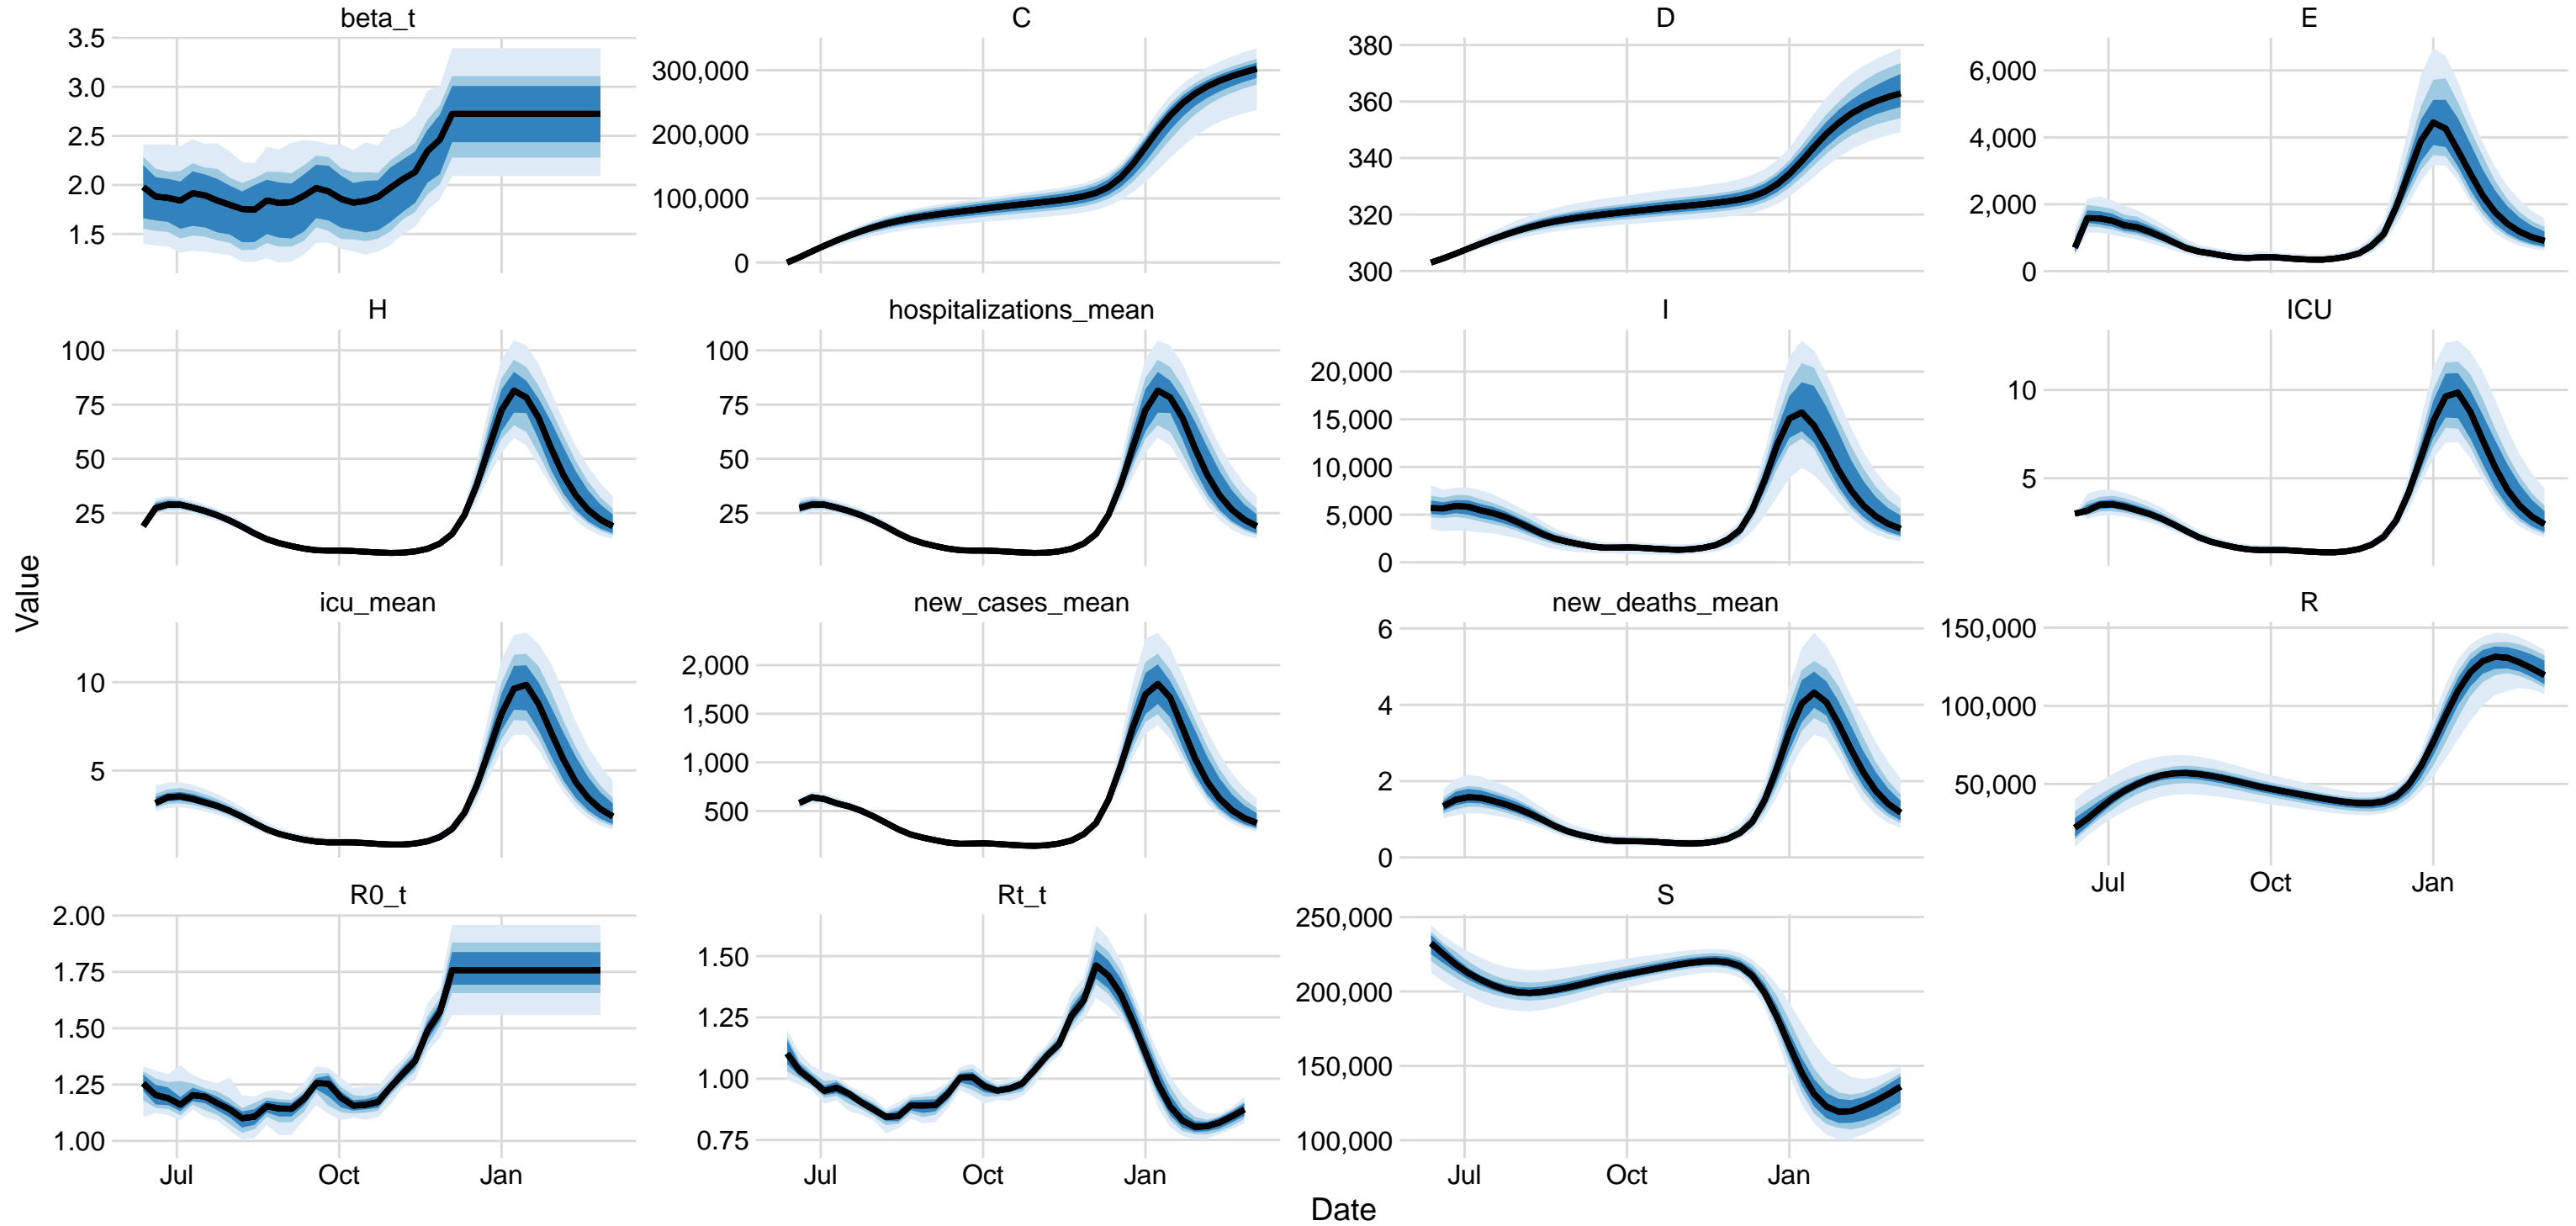 beta_t
3.5
3.0
2.5
2.0
1.5
C
300,000
200,000
100,000
0
D
380
360
340
320
300
E
6,000
4,000
2,000
0
H
100
75
50
25
hospitalizations_mean
100
75
50
25
I
20,000
15,000
10,000
5,000
0
ICU
10
5
icu_mean
10
5
new_cases_mean
2,000
1,500
1,000
500
new_deaths_mean
6
4
2
0
R
150,000
100,000
50,000
Jul Oct Jan
R0_t
2.00
1.75
1.50
1.25
1.00
Jul Oct Jan
Rt_t
1.50
1.25
1.00
0.75
Jul Oct Jan
S
250,000
200,000
150,000
100,000
Jul Oct Jan
Value
Date